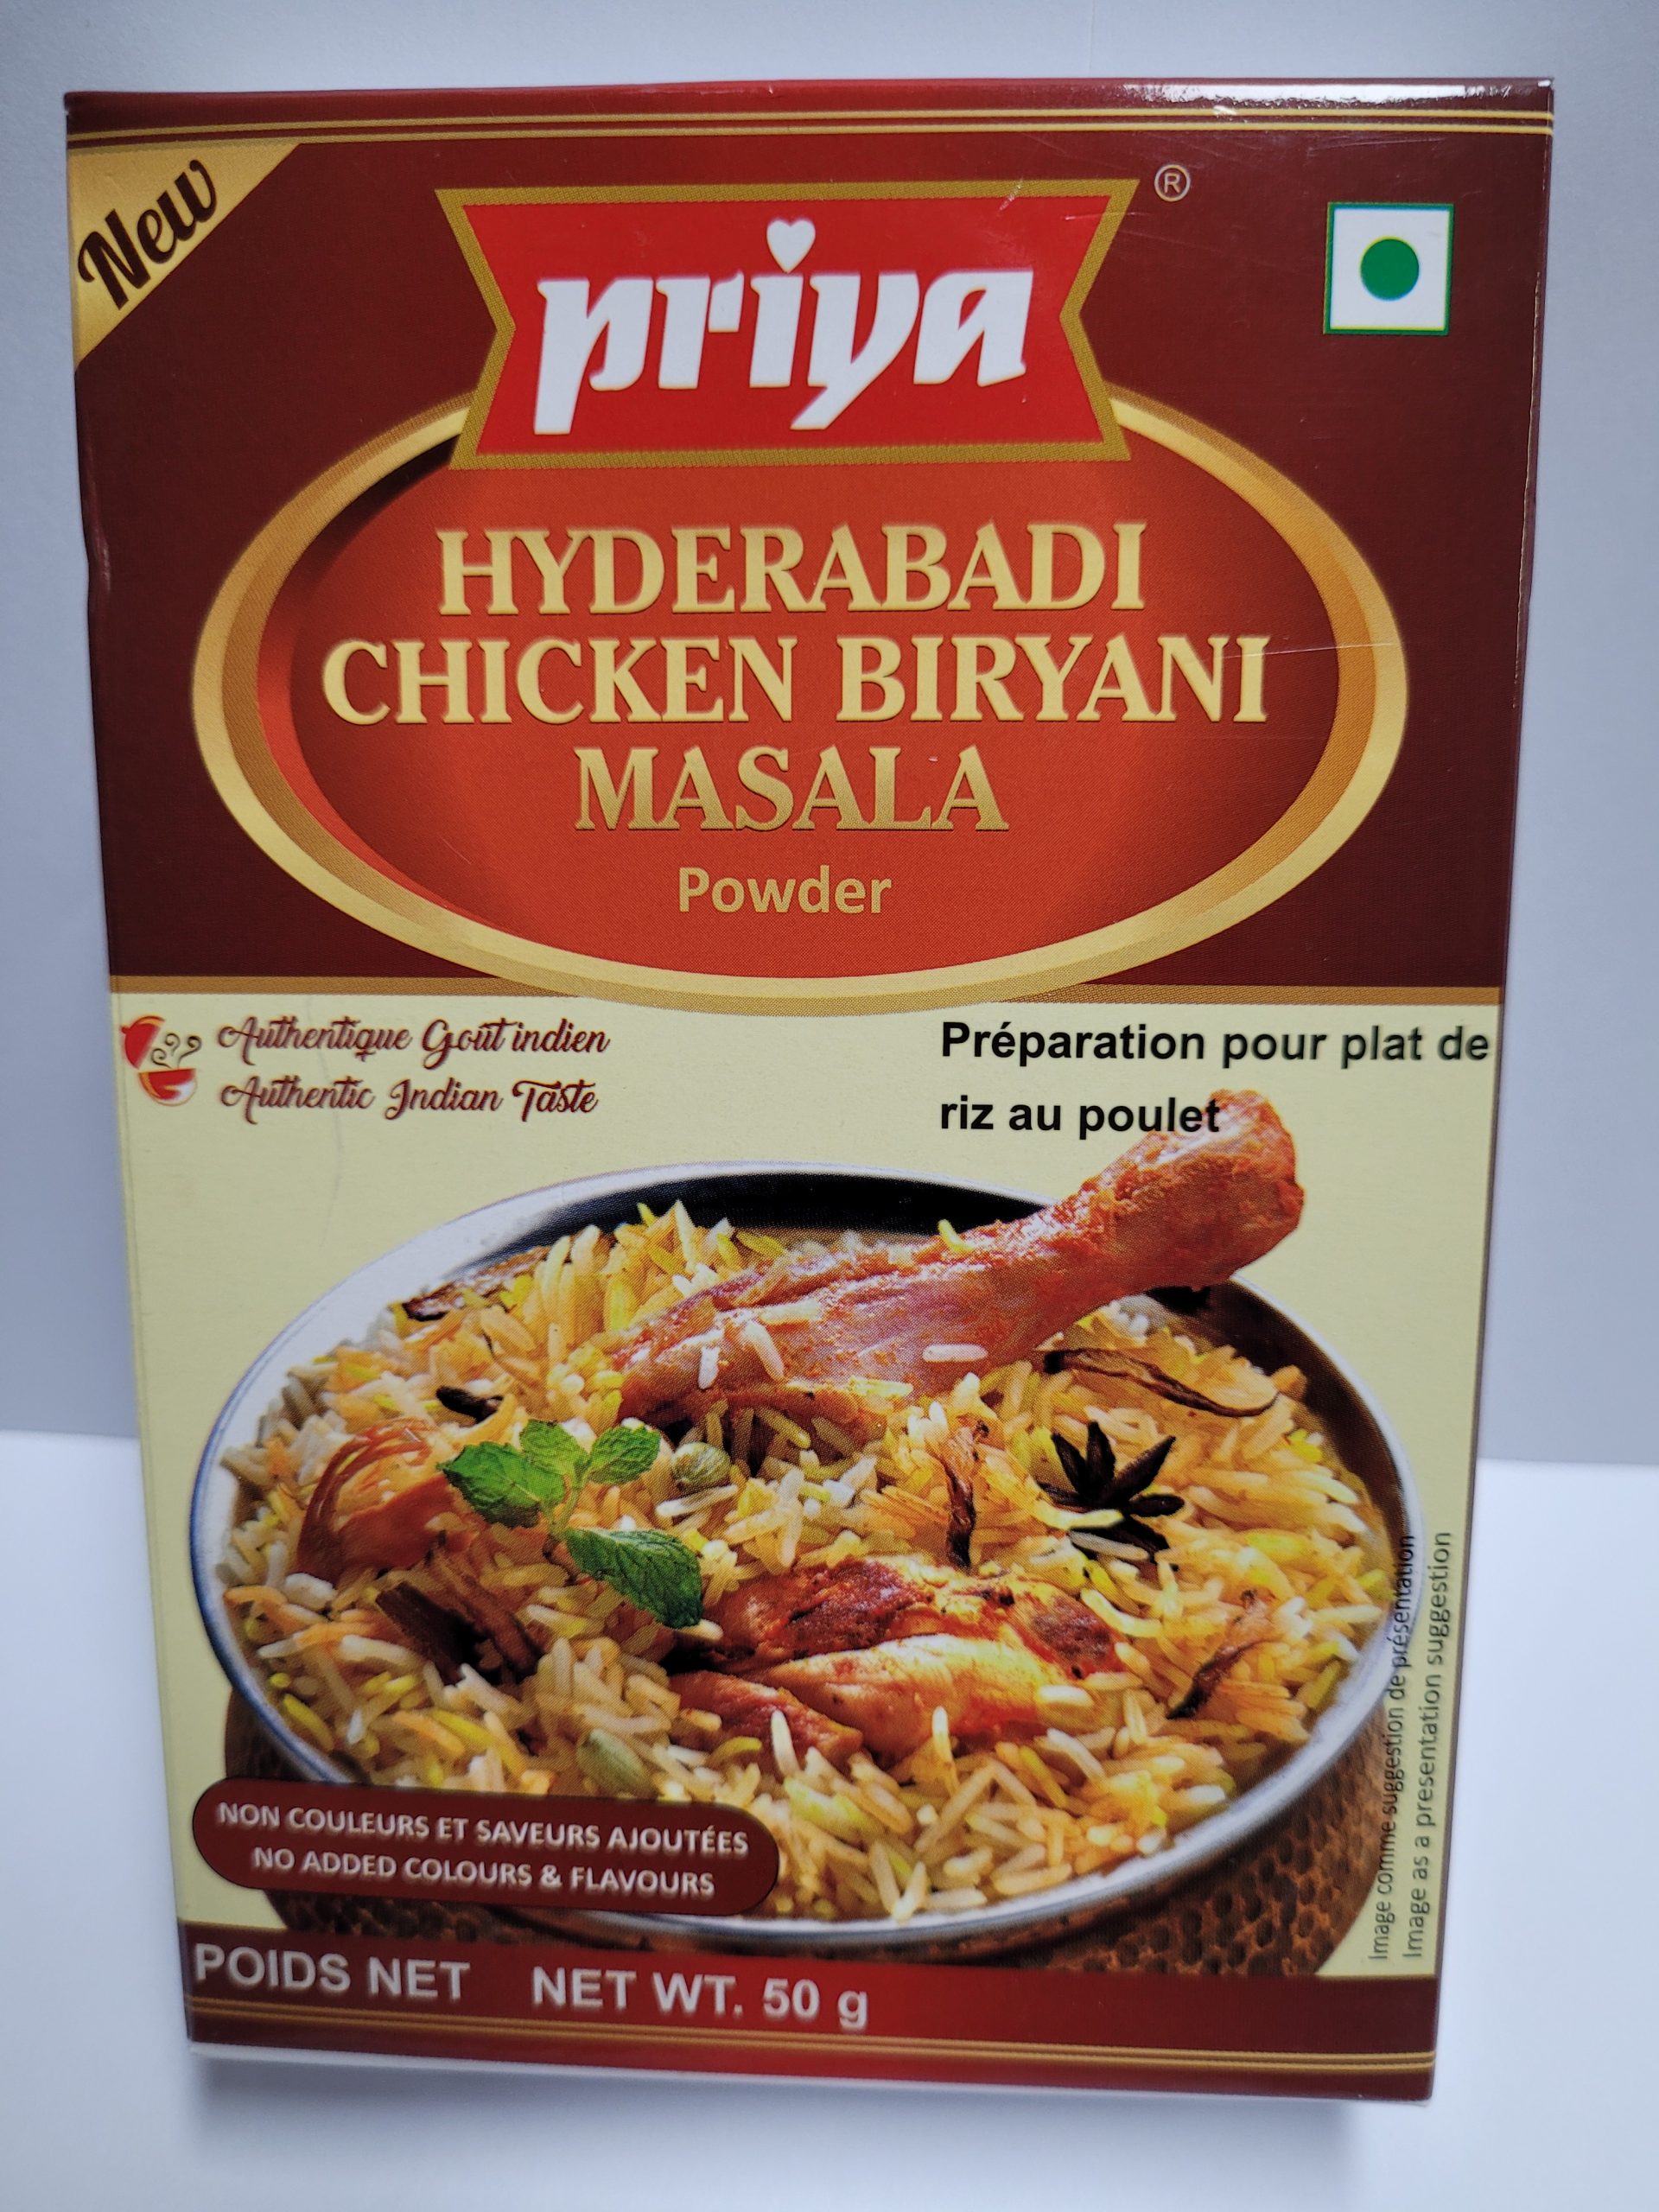 New
priya
®
HYDERABADI
CHICKEN BIRYANI
MASALA
Powder
Authentique Goût indien
Authentic Indian Taste
Préparation pour plat de
riz au poulet
Image comme suggestion de présentation
Image as a presentation suggestion
NON COULEURS ET SAVEURS AJOUTÉES
NO ADDED COLOURS & FLAVOURS
POIDS NET NET WT. 50 g